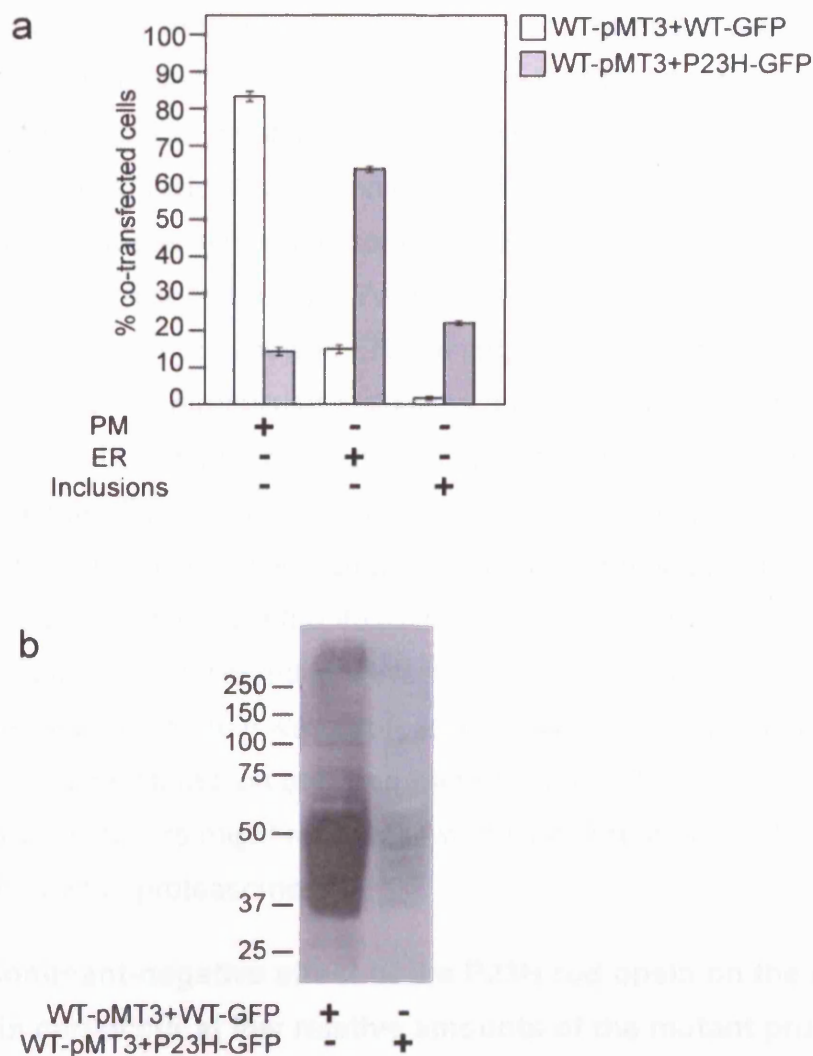 a
WT-pMT3+WT-GFP
WT-pMT3+P23H-GFP
% co-transfected cells
100
90
80
70
60
50
40
30
20
10
0
PM + - -
ER - + -
Inclusions - - +
b
250
150
100
75
50
37
25
WT-pMT3+WT-GFP + -
WT-pMT3+P23H-GFP - +